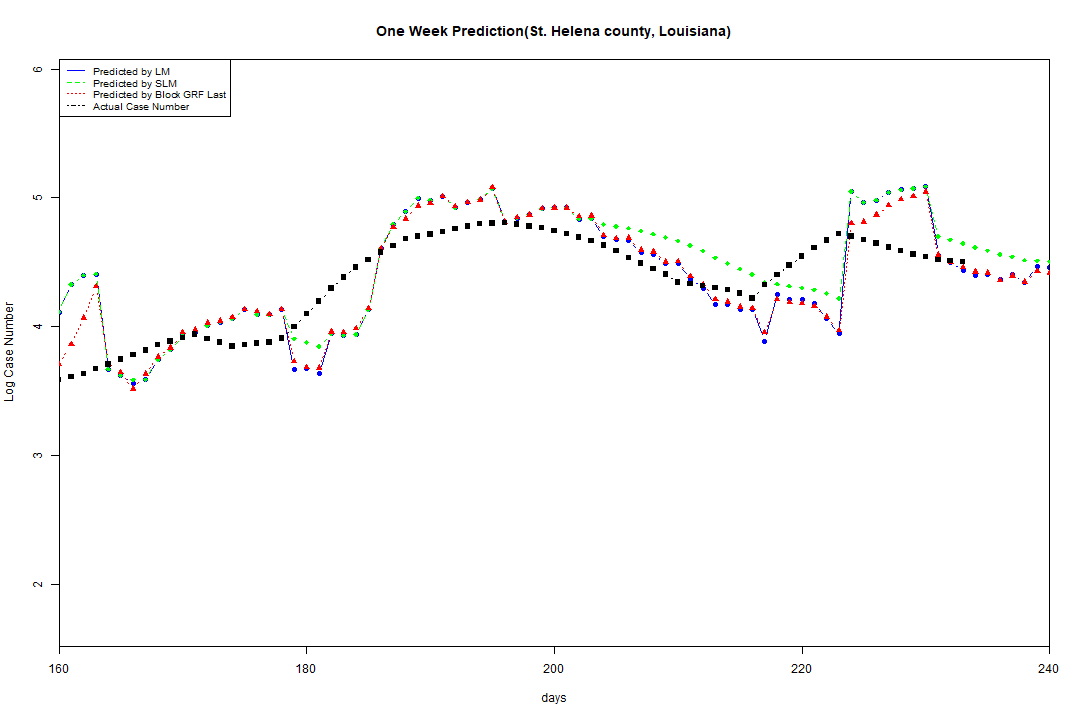 One Week Prediction(St. Helena county, Louisiana)
Predicted by LM
Predicted by SLM
Predicted by Block GRF Last
Actual Case Number
Log Case Number
6
5
4
3
2
160 180 200 220 240
days